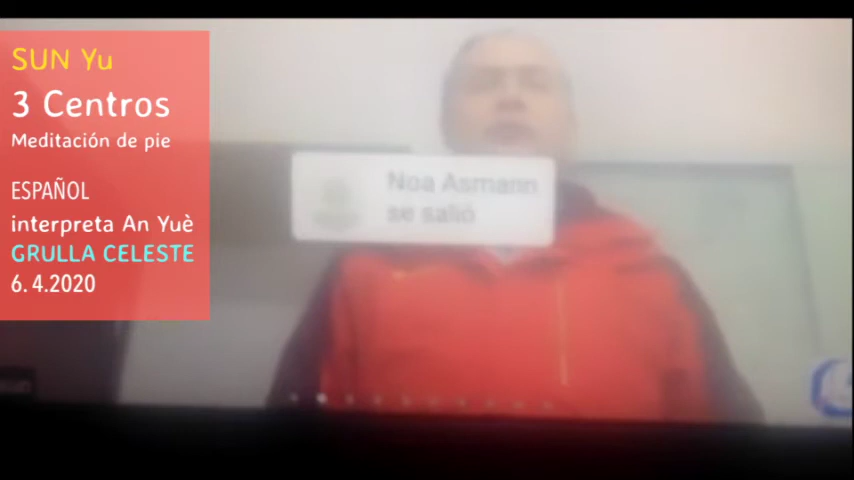 SUN Yu
3 Centros
Meditación de pie
ESPAÑOL
interpreta An Yuè
GRULLA CELESTE
6. 4.2020
Noa Asmann
se salió